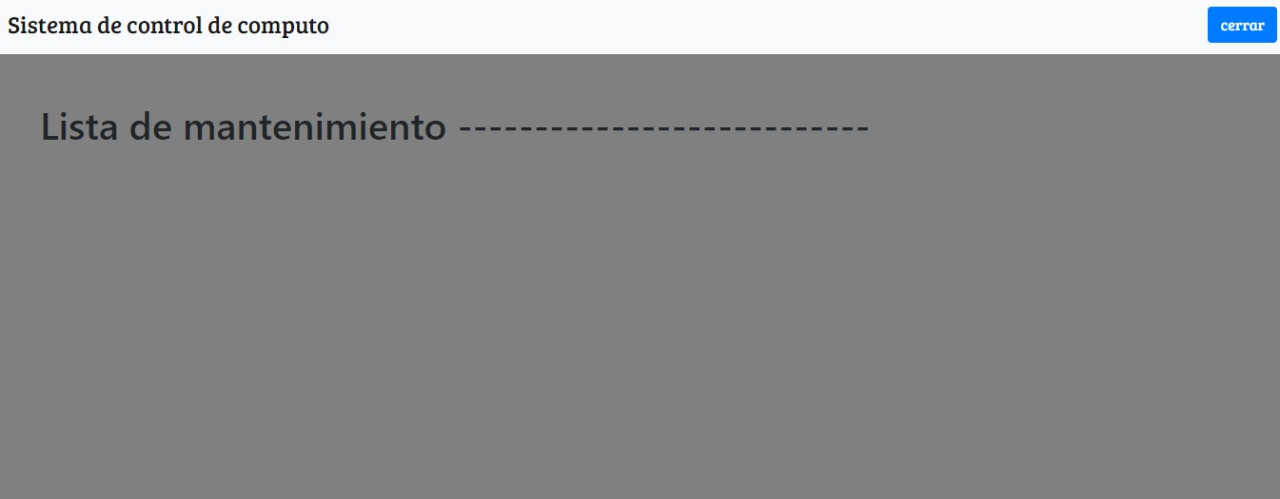 Sistema de control de computo
cerrar
Lista de mantenimiento ---------------------------